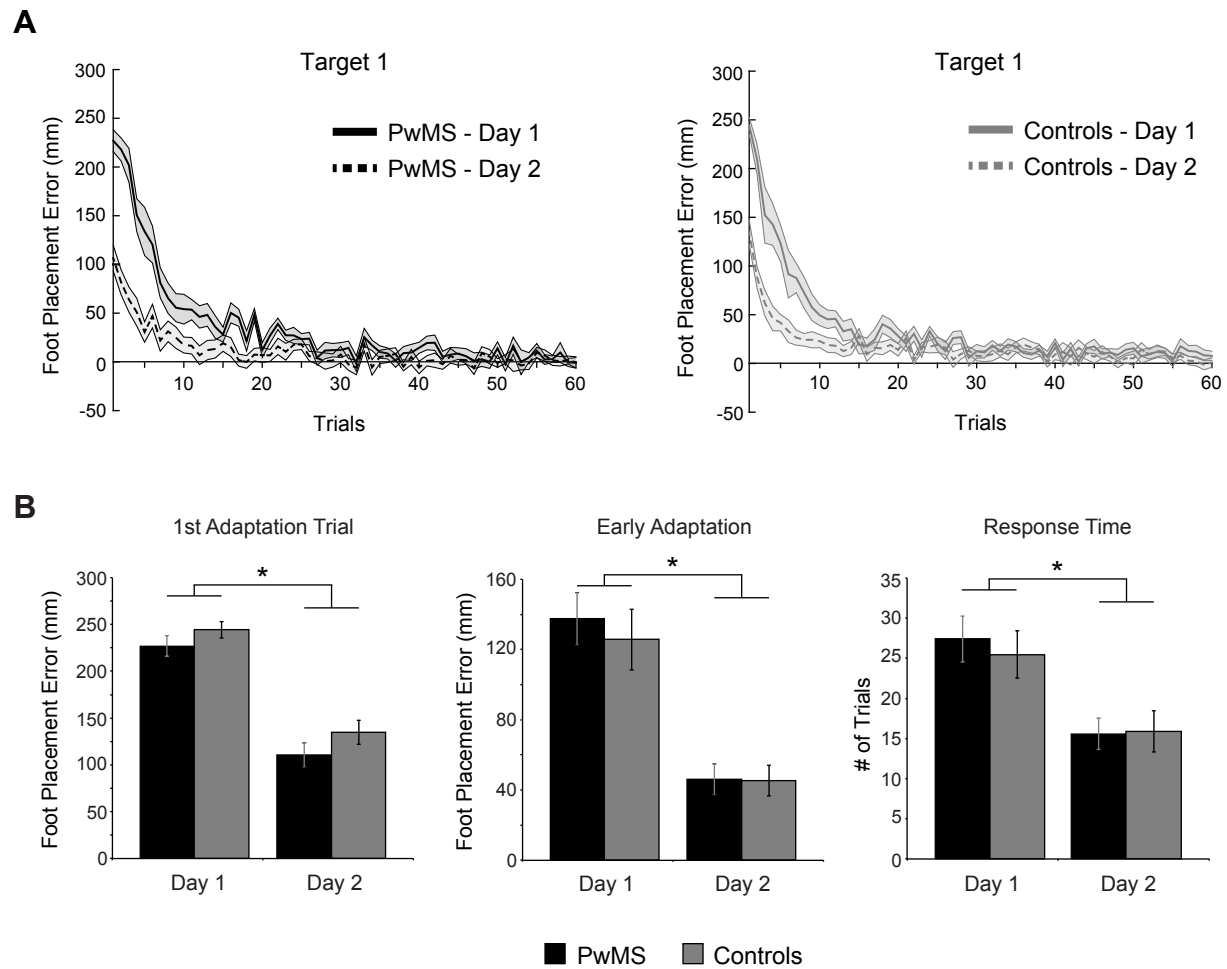 A
Target 1
Foot Placement Error (mm)
300
250
200
150
100
50
0
-50
PwMS - Day 1
PwMS - Day 2
10 20 30 40 50 60
Trials
Target 1
Foot Placement Error (mm)
300
250
200
150
100
50
0
-50
Controls - Day 1
Controls - Day 2
10 20 30 40 50 60
Trials
B
1st Adaptation Trial
Foot Placement Error (mm)
300
250
200
150
100
50
0
*
Day 1 Day 2
Early Adaptation
Foot Placement Error (mm)
160
120
80
40
0
*
Day 1 Day 2
Response Time
# of Trials
35
30
25
20
15
10
5
0
*
Day 1 Day 2
PwMS Controls